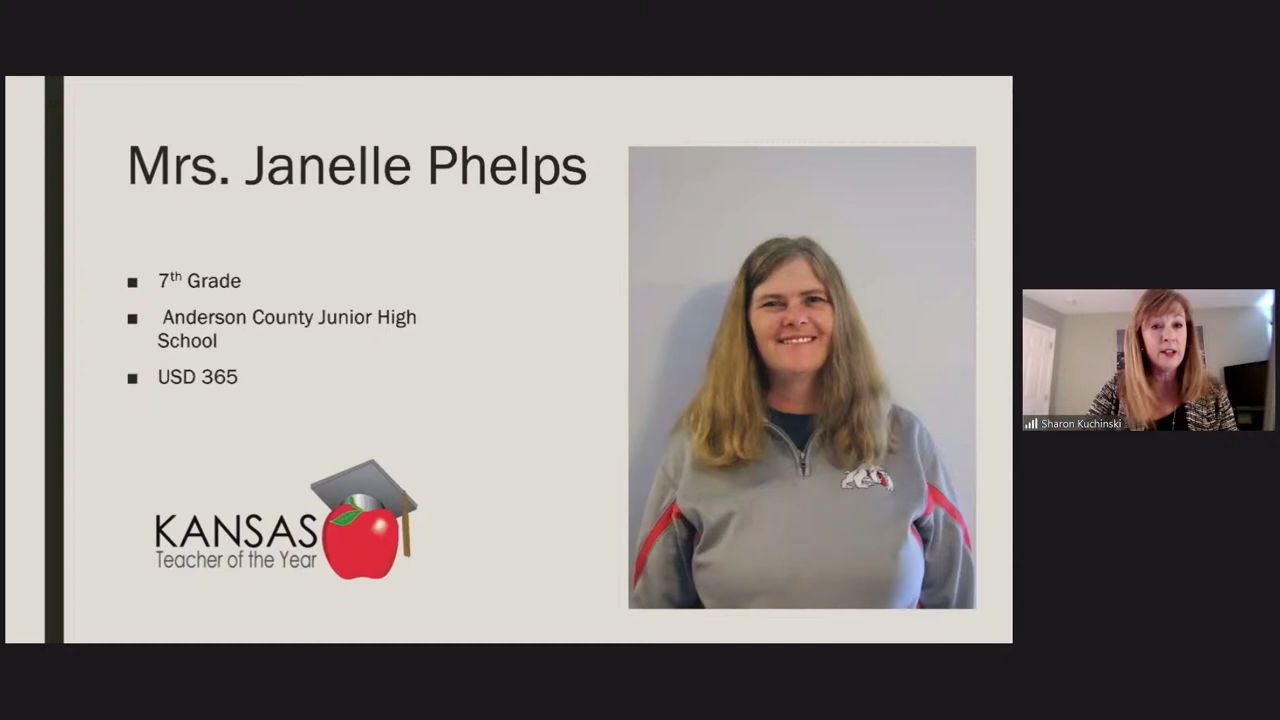 Mrs. Janelle Phelps
■ 7th Grade
■ Anderson County Junior High
School
■ USD 365
KANSAS
Teacher of the Year
Sharon Kuchinski